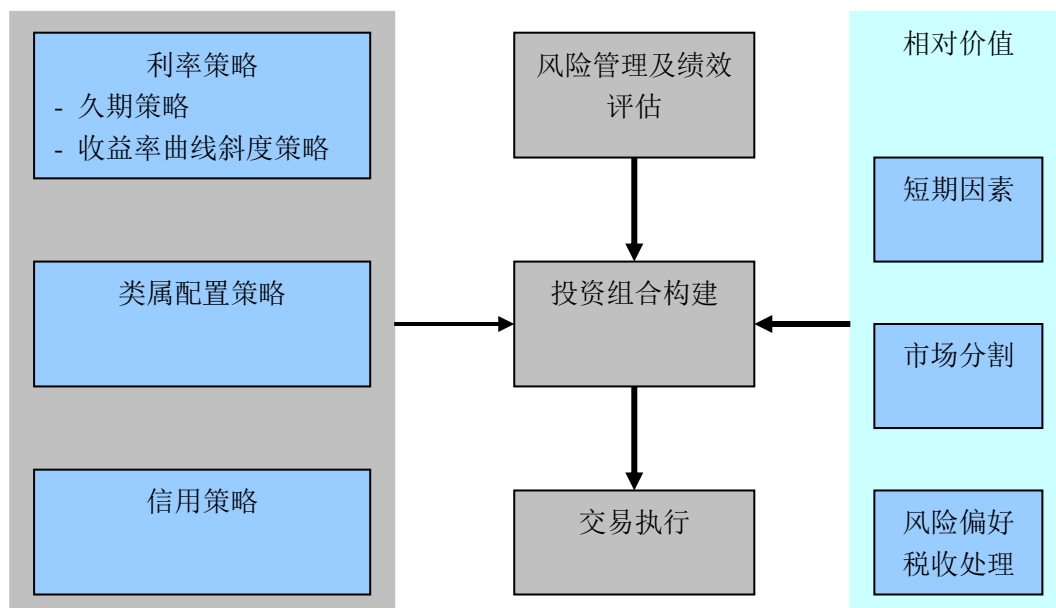 利率策略
- 久期策略
- 收益率曲线斜度策略
类属配置策略
信用策略
风险管理及绩效
评估
投资组合构建
交易执行
相对价值
短期因素
市场分割
风险偏好
税收处理